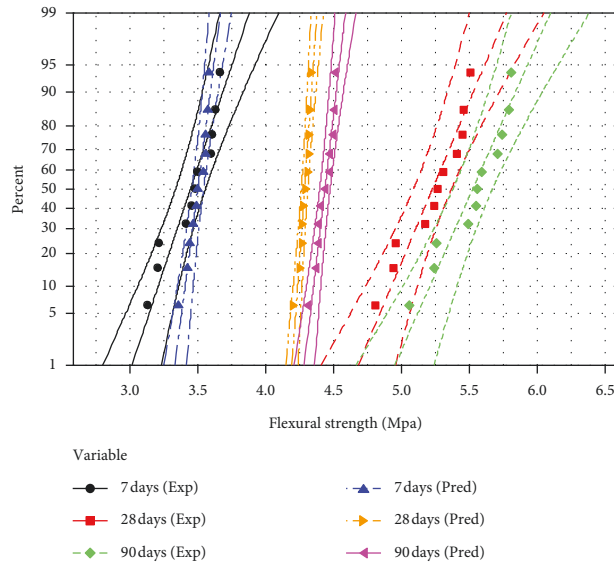 99
95
90
80
70
60
50
40
30
20
10
5
1
Percent
3.0 3.5 4.0 4.5 5.0 5.5 6.0 6.5
Flexural strength (Mpa)
Variable
7 days (Exp) 7 days (Pred)
28 days (Exp) 28 days (Pred)
90 days (Exp) 90 days (Pred)